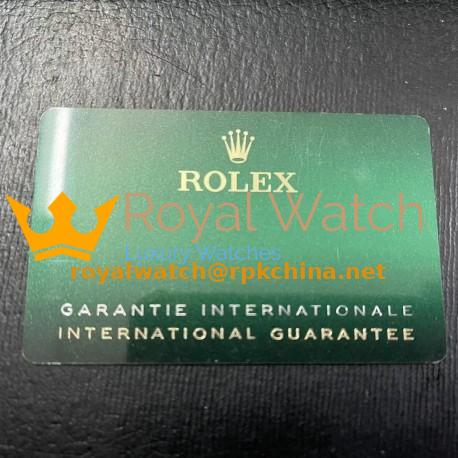 ROLEX
Royal Watch
Luxury Watches
royalwatch@rpkchina.net
GARANTIE INTERNATIONALE
INTERNATIONAL GUARANTEE